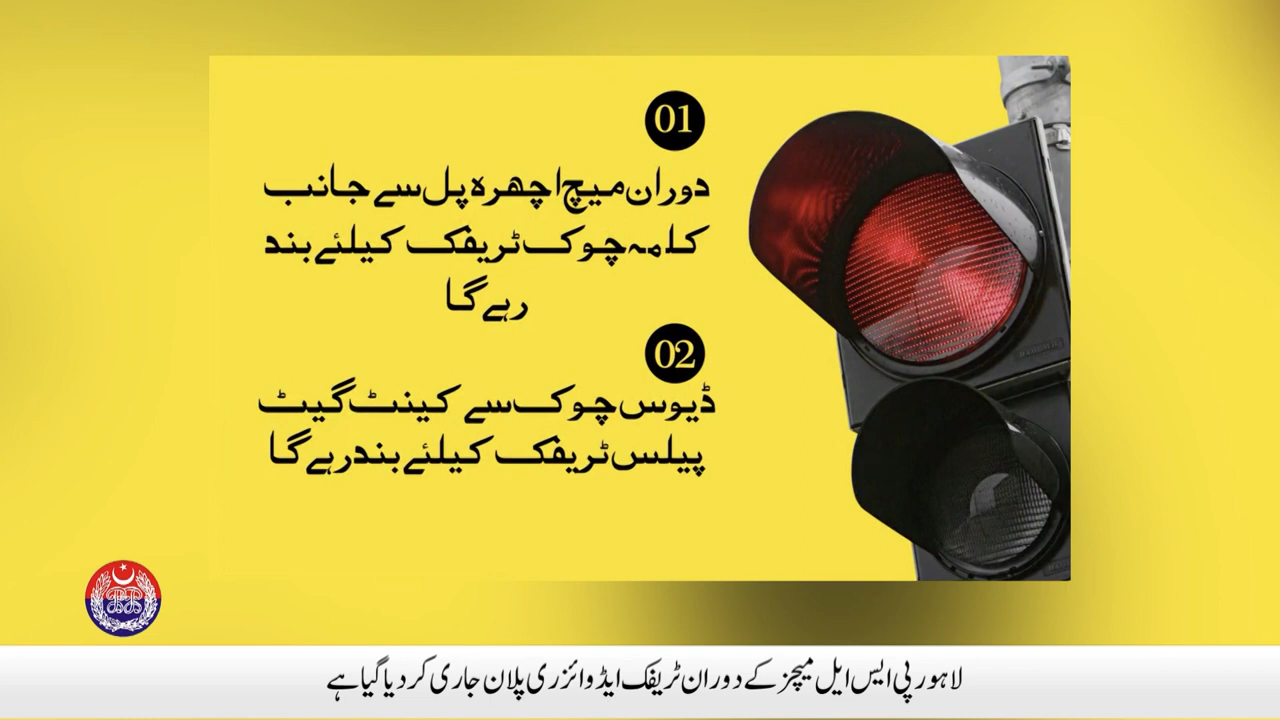 01
دوران میچ اچھرہ پل سے جانب
کلمہ چوک ٹریفک کیلئے بند
رہے گا
02
ڈیوس چوک سے کینٹ گیٹ
پیلس ٹریفک کیلئے بند رہے گا
لاہور پی ایس ایل میچز کے دوران ٹریفک ایڈوائزری پلان جاری کر دیا گیا ہے